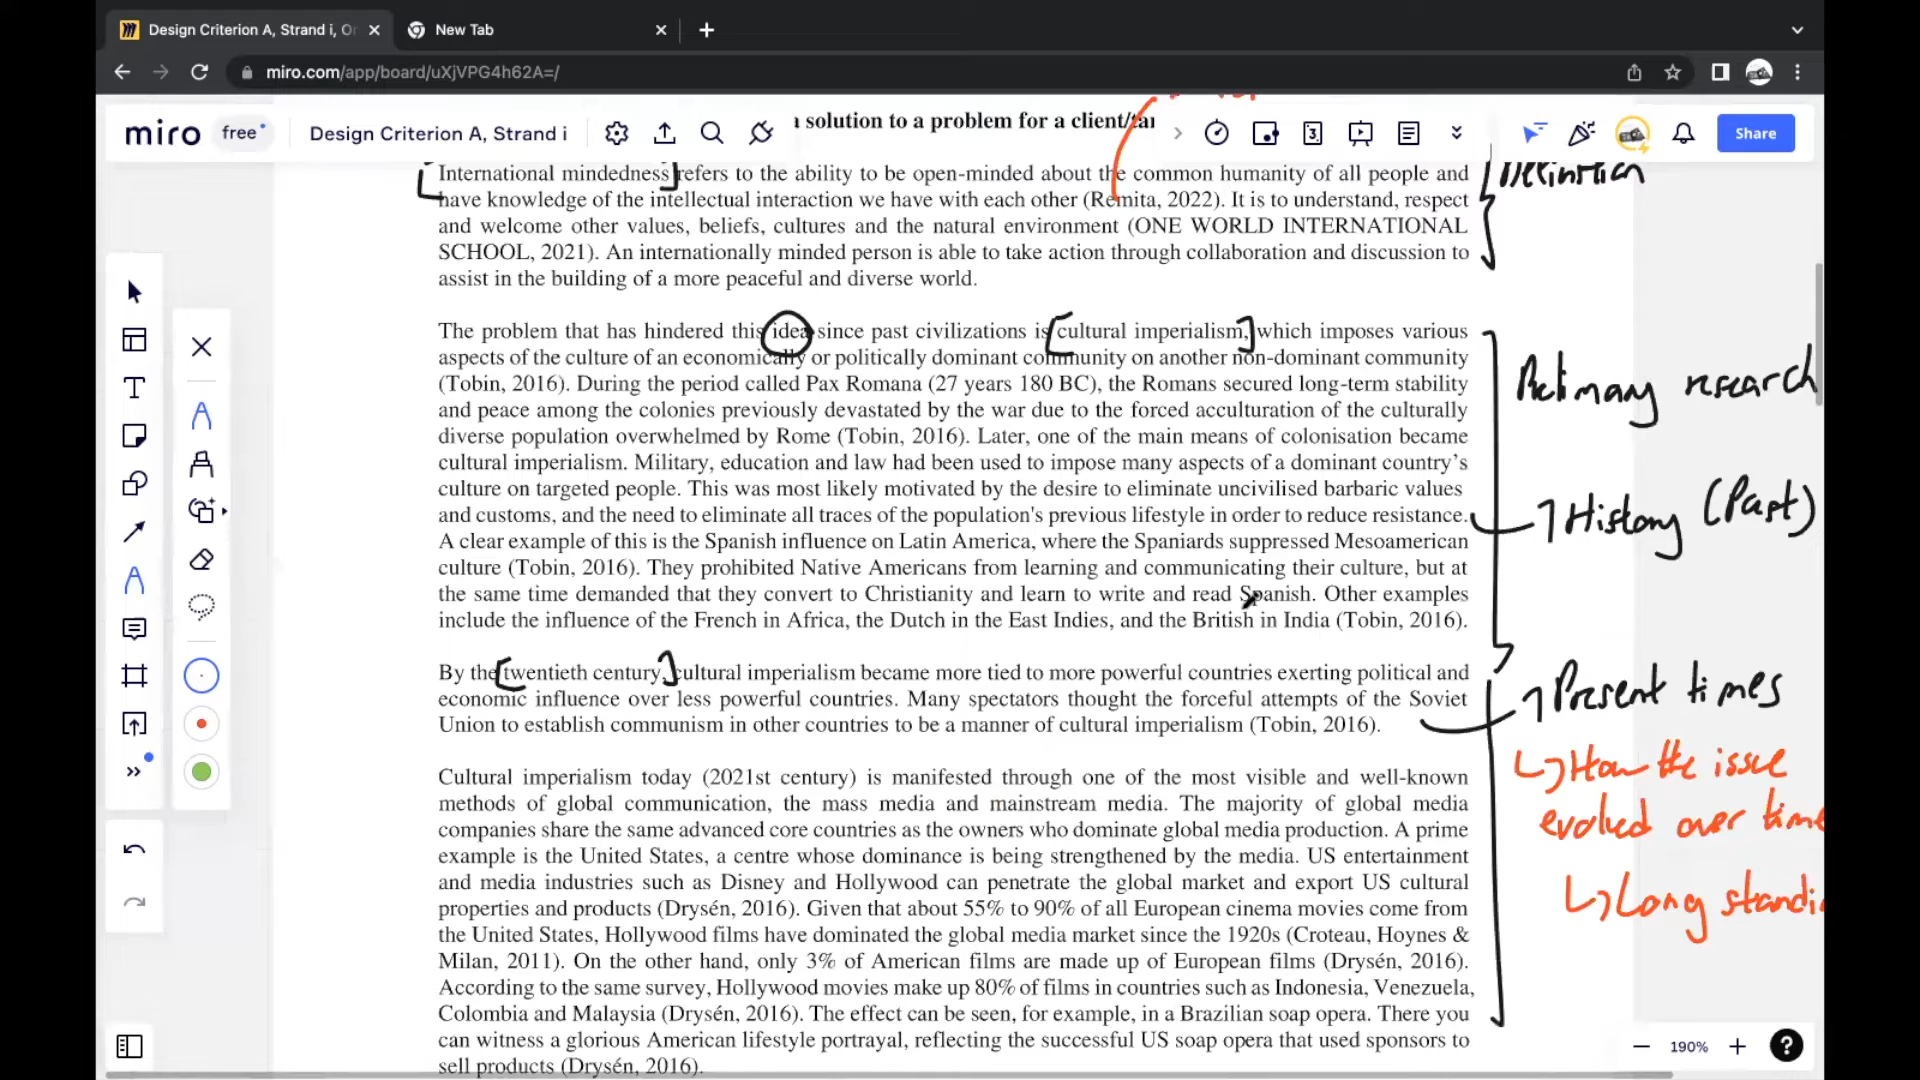 Design Criterion A, Strand i, Or
New Tab
miro.com/app/board/uXjVPG4h62A=/
miro
free
Design Criterion A, Strand i
a solution to a problem for a client/tar
3
Share
International mindedness refers to the ability to be open-minded about the common humanity of all people and
have knowledge of the intellectual interaction we have with each other (Remita, 2022). It is to understand, respect
and welcome other values, beliefs, cultures and the natural environment (ONE WORLD INTERNATIONAL
SCHOOL, 2021). An internationally minded person is able to take action through collaboration and discussion to
assist in the building of a more peaceful and diverse world.
Definition
The problem that has hindered this idea since past civilizations is cultural imperialism, which imposes various
aspects of the culture of an economically or politically dominant community on another non-dominant community
(Tobin, 2016). During the period called Pax Romana (27 years 180 BC), the Romans secured long-term stability
and peace among the colonies previously devastated by the war due to the forced acculturation of the culturally
diverse population overwhelmed by Rome (Tobin, 2016). Later, one of the main means of colonisation became
cultural imperialism. Military, education and law had been used to impose many aspects of a dominant country's
culture on targeted people. This was most likely motivated by the desire to eliminate uncivilised barbaric values
and customs, and the need to eliminate all traces of the population's previous lifestyle in order to reduce resistance.
A clear example of this is the Spanish influence on Latin America, where the Spaniards suppressed Mesoamerican
culture (Tobin, 2016). They prohibited Native Americans from learning and communicating their culture, but at
the same time demanded that they convert to Christianity and learn to write and read Spanish. Other examples
include the influence of the French in Africa, the Dutch in the East Indies, and the British in India (Tobin, 2016).
research
History (Past)
By the twentieth century, cultural imperialism became more tied to more powerful countries exerting political and
economic influence over less powerful countries. Many spectators thought the forceful attempts of the Soviet
Union to establish communism in other countries to be a manner of cultural imperialism (Tobin, 2016).
Present times
How the issue
evolved over time
Long standi
Cultural imperialism today (2021st century) is manifested through one of the most visible and well-known
methods of global communication, the mass media and mainstream media. The majority of global media
companies share the same advanced core countries as the owners who dominate global media production. A prime
example is the United States, a centre whose dominance is being strengthened by the media. US entertainment
and media industries such as Disney and Hollywood can penetrate the global market and export US cultural
properties and products (Drysén, 2016). Given that about 55% to 90% of all European cinema movies come from
the United States, Hollywood films have dominated the global media market since the 1920s (Croteau, Hoynes &
Milan, 2011). On the other hand, only 3% of American films are made up of European films (Drysén, 2016).
According to the same survey, Hollywood movies make up 80% of films in countries such as Indonesia, Venezuela,
Colombia and Malaysia (Drysén, 2016). The effect can be seen, for example, in a Brazilian soap opera. There you
can witness a glorious American lifestyle portrayal, reflecting the successful US soap opera that used sponsors to
sell products (Drysén, 2016).
190%